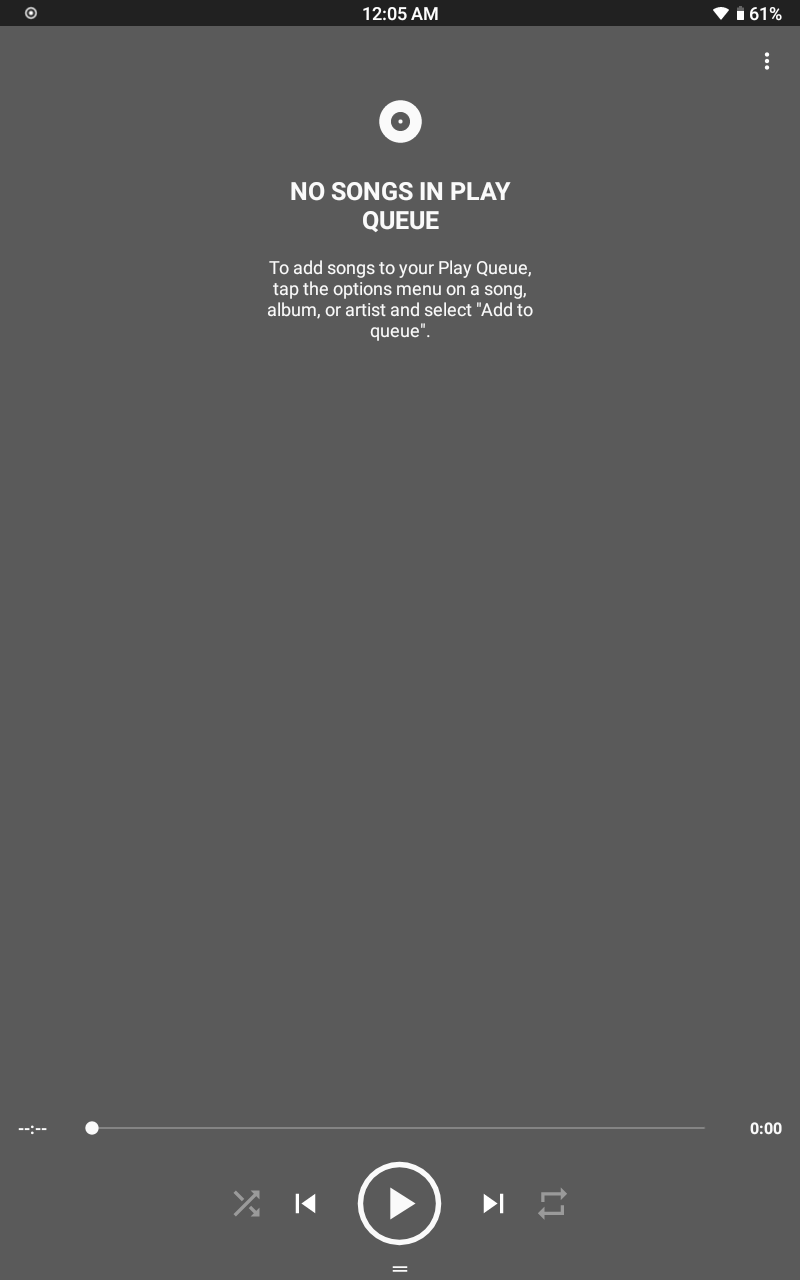 12:05 AM
61%
NO SONGS IN PLAY
QUEUE
To add songs to your Play Queue,
tap the options menu on a song,
album, or artist and select "Add to
queue".
--:--
0:00